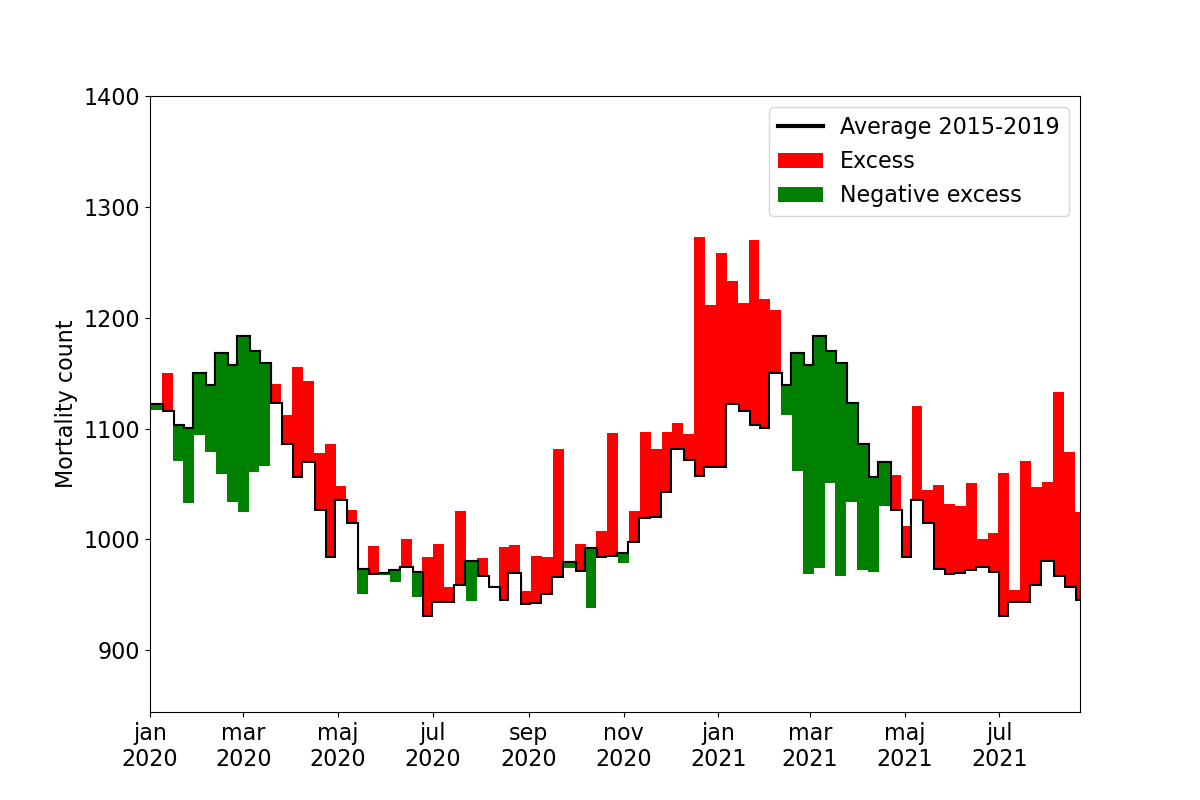 1400
1300
1200
1100
1000
900
Mortality count
Average 2015-2019
Excess
Negative excess
jan mar maj jul sep nov jan mar maj jul
2020 2020 2020 2020 2020 2020 2021 2021 2021 2021